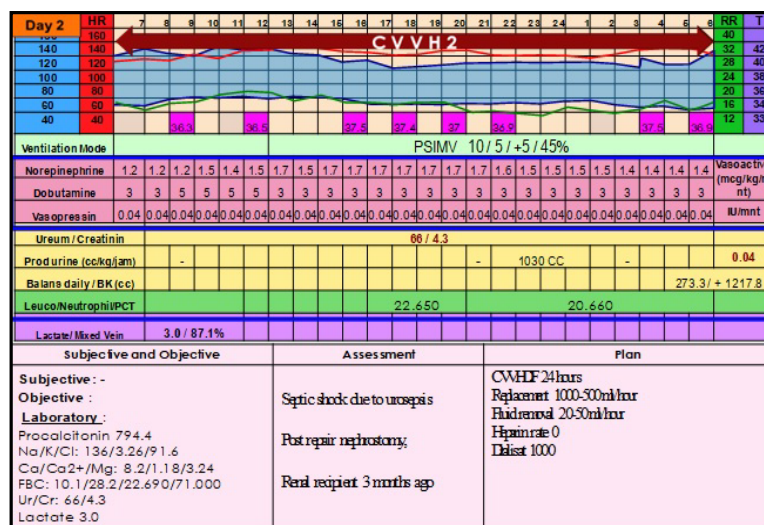 Day 2 HR 7 8 9 10 11 12 13 14 15 16 17 18 19 20 21 22 23 24 1 2 3 4 5 6 RR T
160 40
140 140 32 42
120 120 28 40
100 100 24 38
80 80 20 36
60 60 16 34
40 40 12 33
CVVH 2
36.3 36.5 37.5 37.4 37 36.9 37.5 36.9
Ventilation Mode PSIMV 10 / 5 / +5 / 45%
Norepinephrine 1.2 1.2 1.2 1.5 1.4 1.5 1.7 1.5 1.7 1.7 1.7 1.7 1.7 1.7 1.7 1.6 1.5 1.5 1.5 1.5 1.4 1.4 1.4 1.4 Vasoactive
Dobutamine 3 3 5 5 5 5 3 3 3 3 3 3 3 3 3 3 3 3 3 3 3 3 3 3 (mcg/kg/mnt)
Vasopressin 0.04 0.04 0.04 0.04 0.04 0.04 0.04 0.04 0.04 0.04 0.04 0.04 0.04 0.04 0.04 0.04 0.04 0.04 0.04 0.04 0.04 0.04 0.04 0.04 IU/mnt
Ureum / Creatinin 66 / 4.3
Produrine (cc/kg/jam) - - 1030 CC - 0.04
Balans daily / BK (cc) 273.3/ + 1217.8
Leuco/Neutrophil/PCT 22.650 20.660
Lactate/ Mixed Vein 3.0 / 87.1%
Subjective and Objective
Subjective : -
Objective :
Laboratory :
Procalcitonin 794.4
Na/K/Cl: 136/3.26/91.6
Ca/Ca2+/Mg: 8.2/1.18/3.24
FBC: 10.1/28.2/22.690/71.000
Ur/Cr: 66/4.3
Lactate 3.0
Assessment
Septic shock due to urosepsis
Post repair nephrostomy,
Renal recipient 3 months ago
Plan
CVVHDF 24 hours
Replacement 1000-500ml/hour
Fluid removal 20-50ml/hour
Heparin rate 0
Dialisat 1000